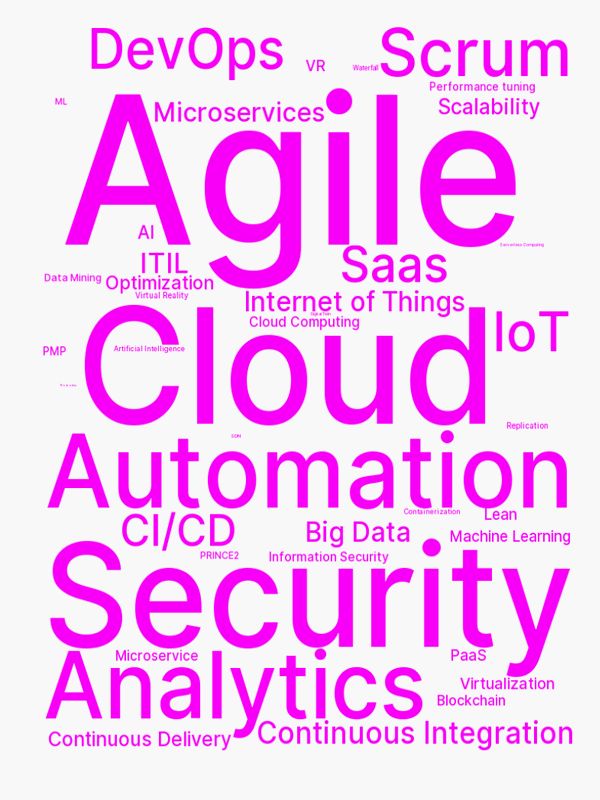 DevOps
VR
Waterfall
Scrum
Performance tuning
ML
Microservices
Scalability
Agile
AI
Serverless Computing
ITIL
Saas
Data Mining
Optimization
Virtual Reality
Internet of Things
Cloud Computing
IoT
Cloud
PMP
Artificial Intelligence
Replication
Automation
Containerization
Lean
CI/CD
Big Data
Machine Learning
PRINCE2
Information Security
Security
Microservice
PaaS
Analytics
Virtualization
Blockchain
Continuous Integration
Continuous Delivery